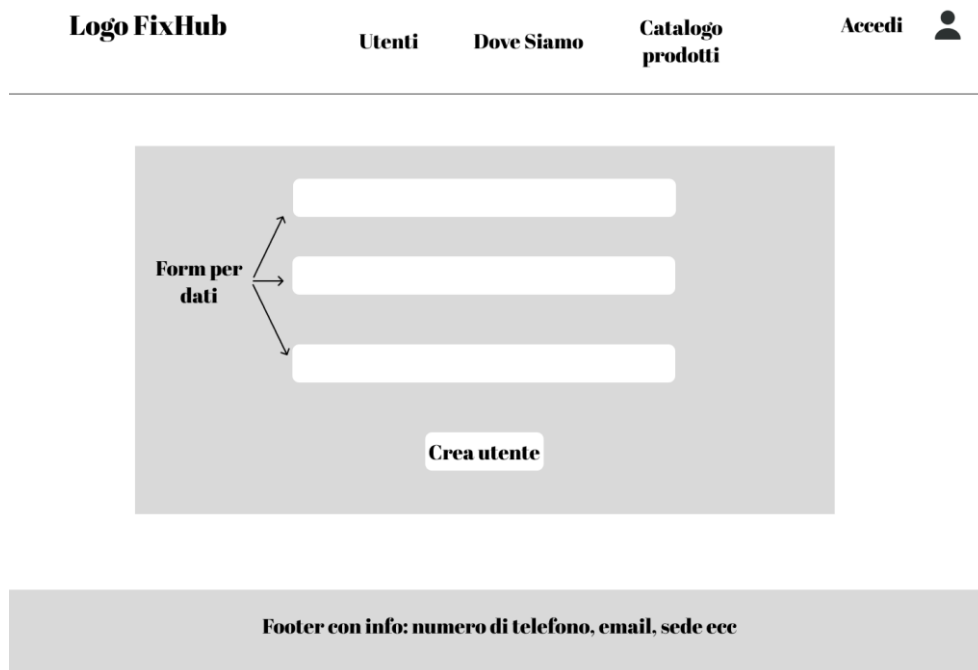 Logo FixHub
Utenti
Dove Siamo
Catalogo
prodotti
Accedi
Form per
dati
Crea utente
Footer con info: numero di telefono, email, sede ecc